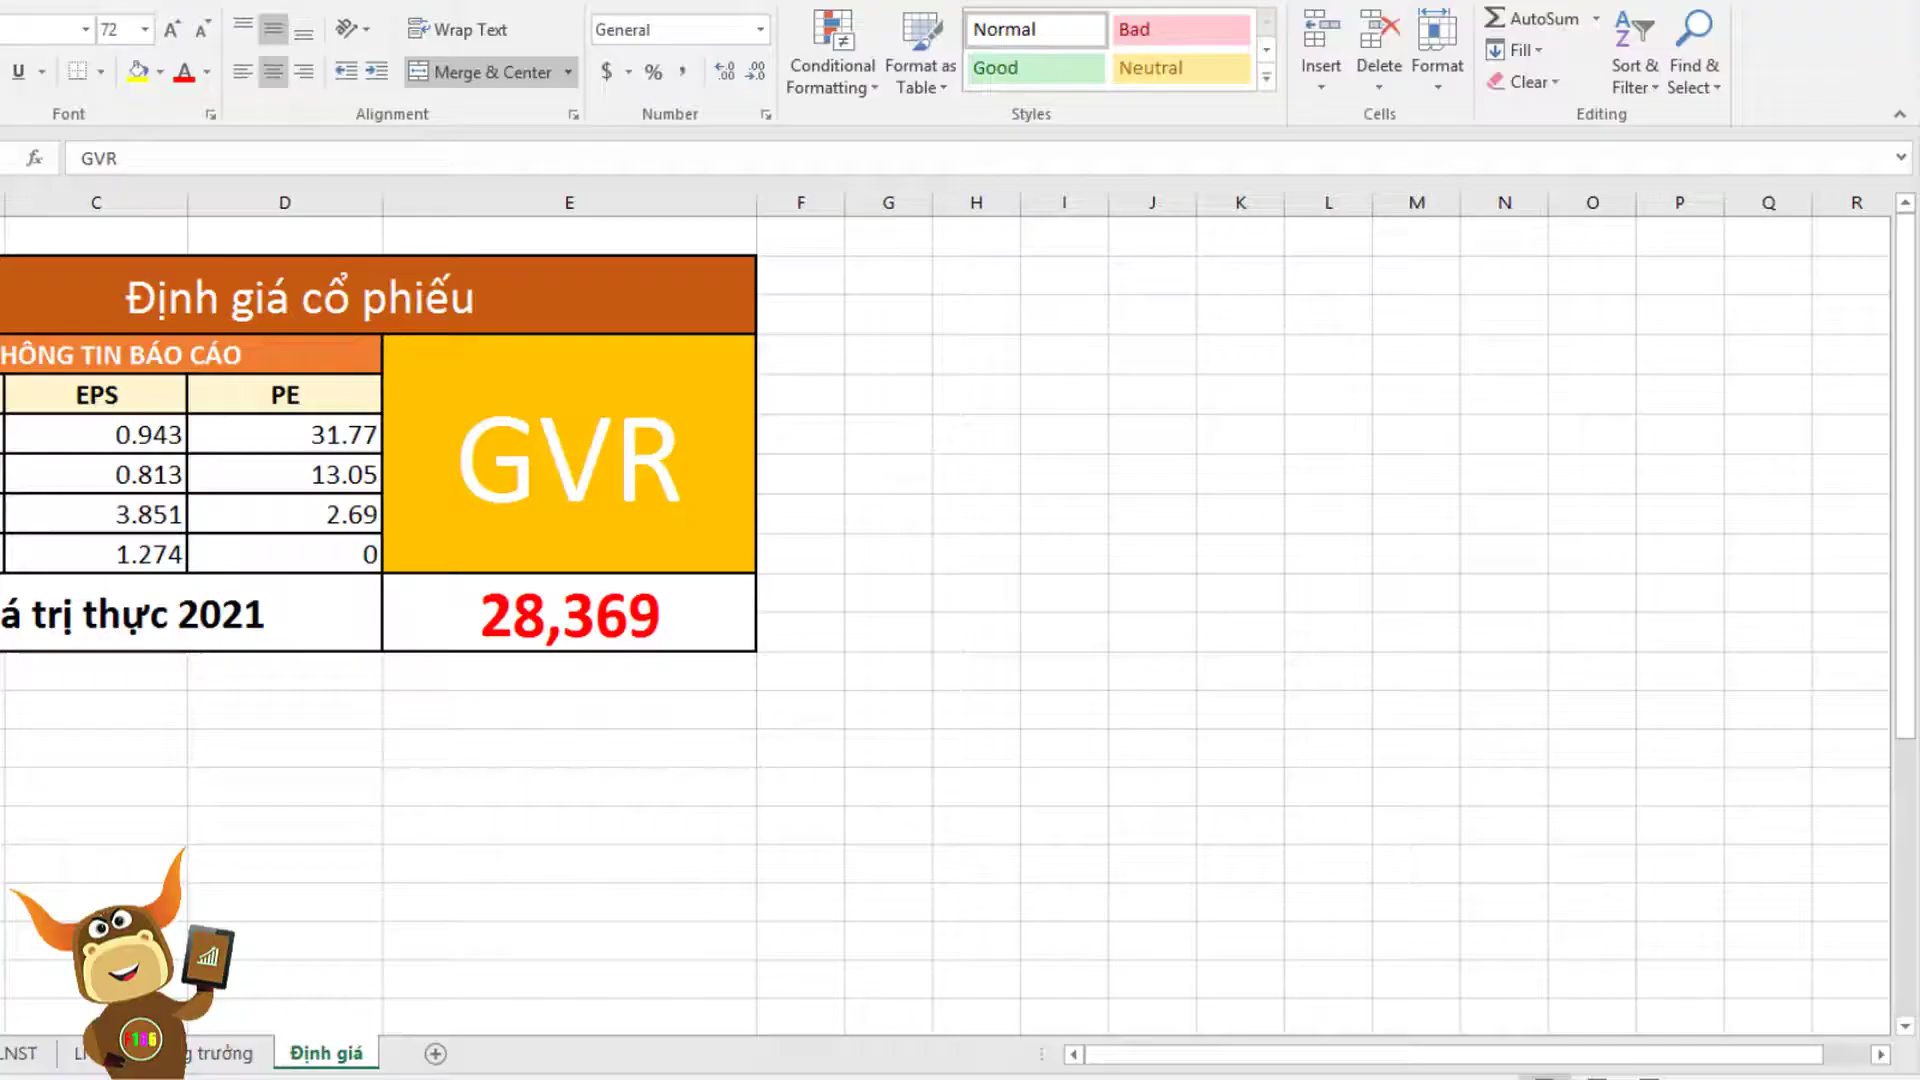 72 Wrap Text General Normal Bad AutoSum
U Merge & Center $ % , Conditional Formatting Format as Table Good Neutral Insert Delete Format Fill Clear Sort & Filter Find & Select
Font Alignment Number Styles Cells Editing
fx GVR
C D E F G H I J K L M N O P Q R
Định giá cổ phiếu
HÔNG TIN BÁO CÁO
EPS PE
0.943 31.77
0.813 13.05
3.851 2.69
1.274 0
GVR
á trị thực 2021 28,369
LNST g trưởng Định giá